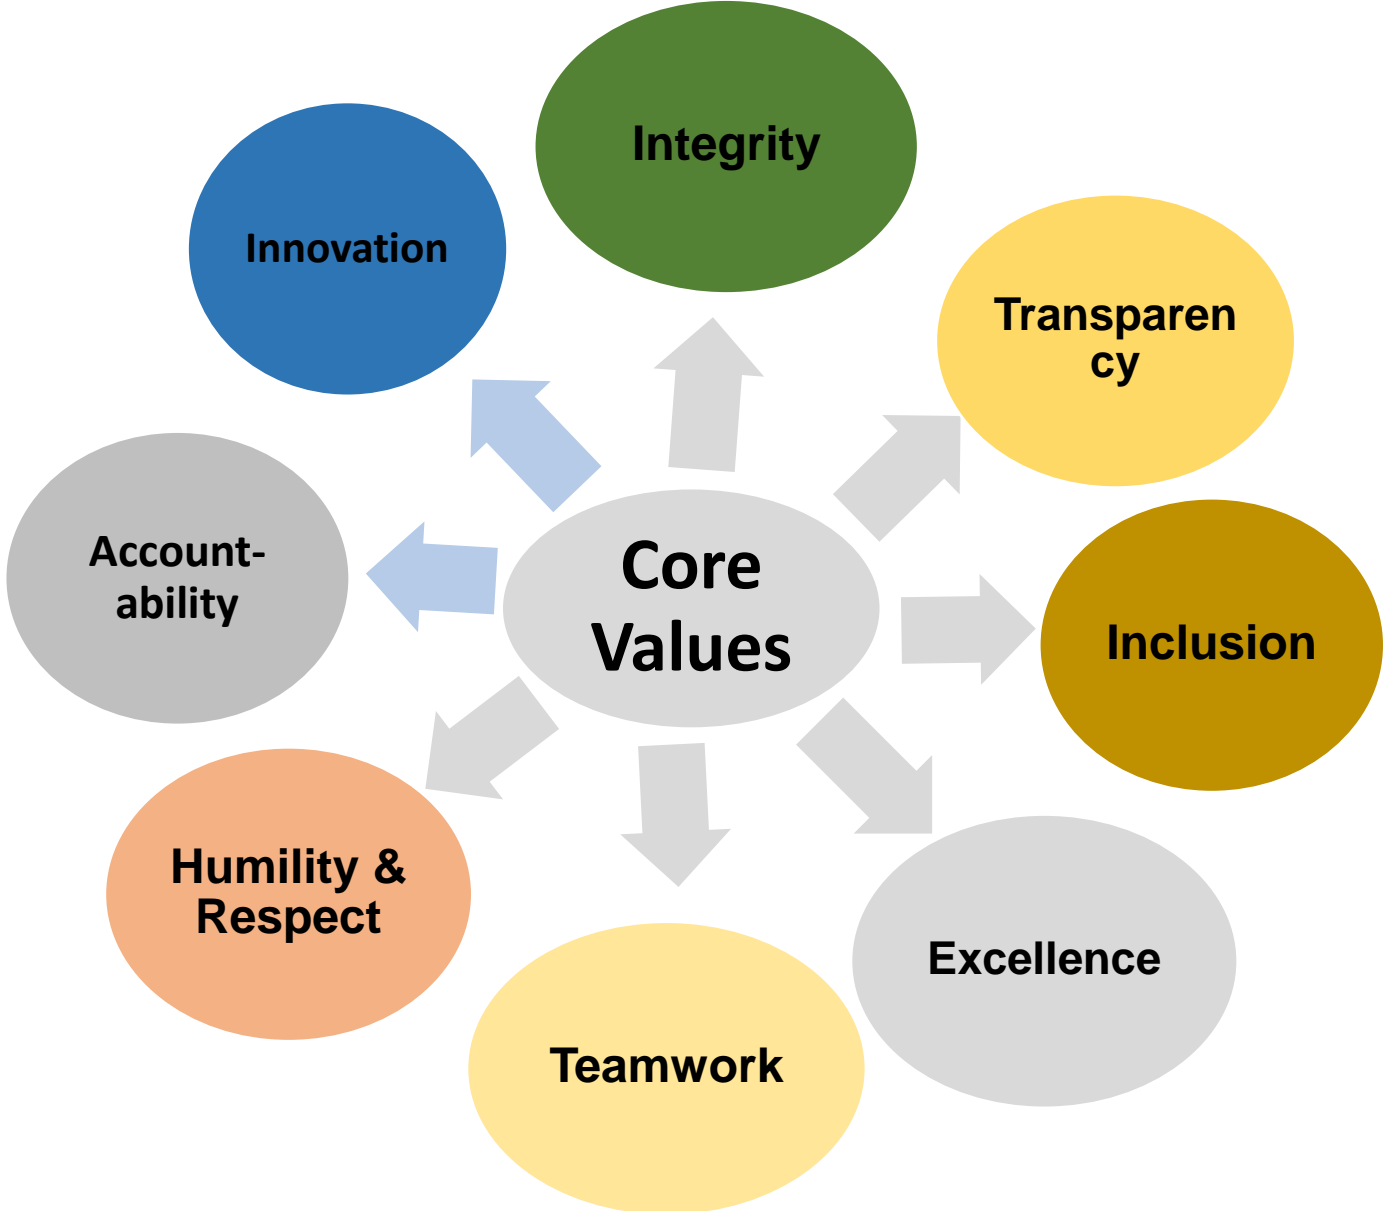 Integrity
Innovation
Transparen
cy
Account-
ability
Core
Values
Inclusion
Humility &
Respect
Excellence
Teamwork